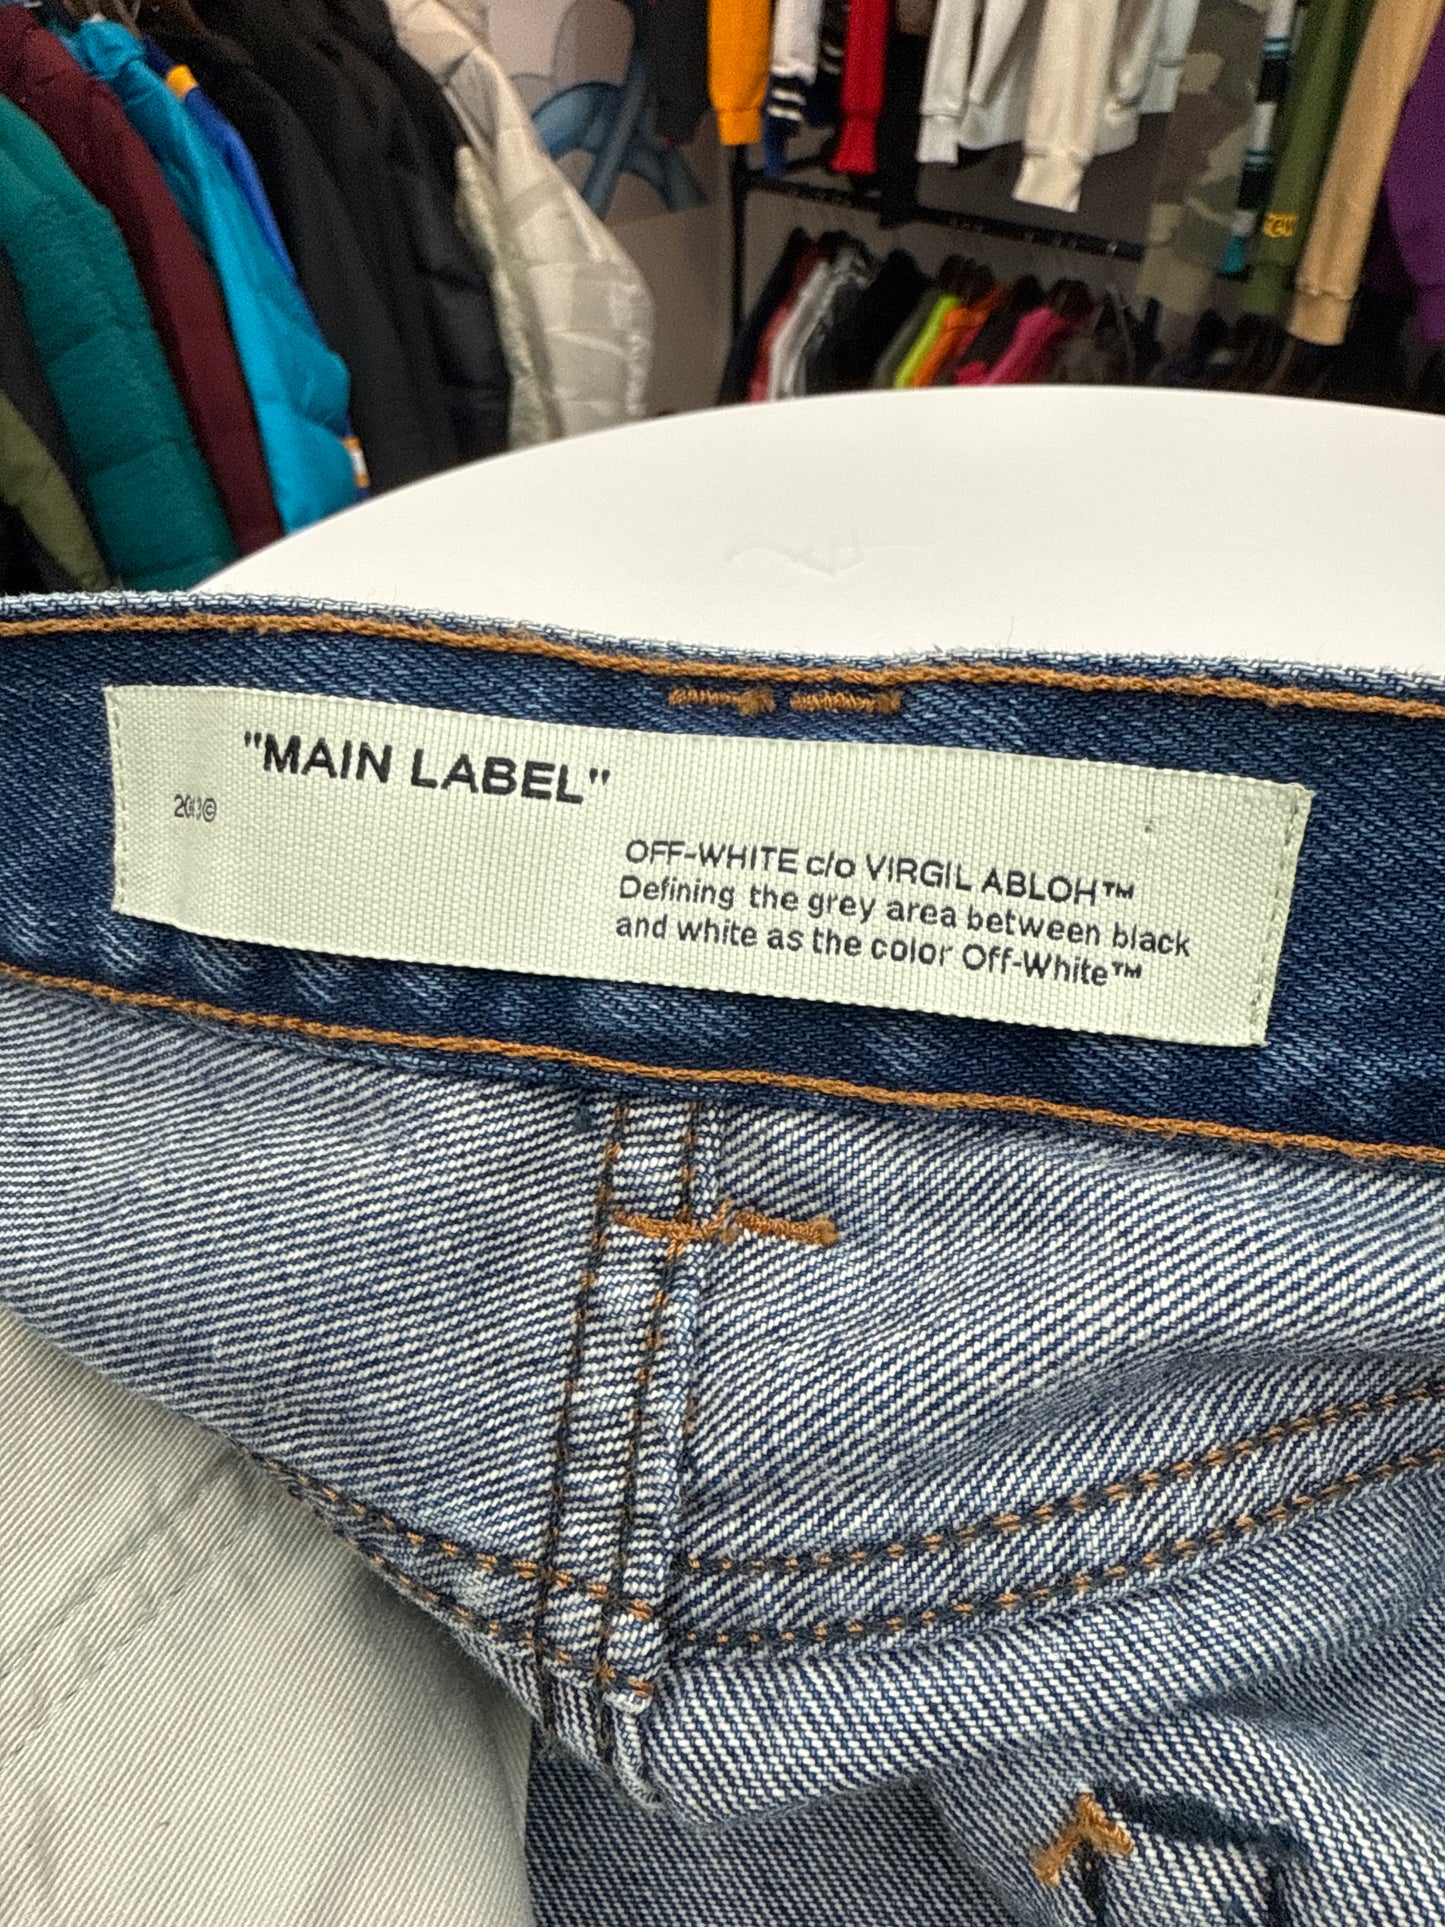 "MAIN LABEL"
OFF-WHITE c/o VIRGIL ABLOH™
Defining the grey area between black
and white as the color Off-White™